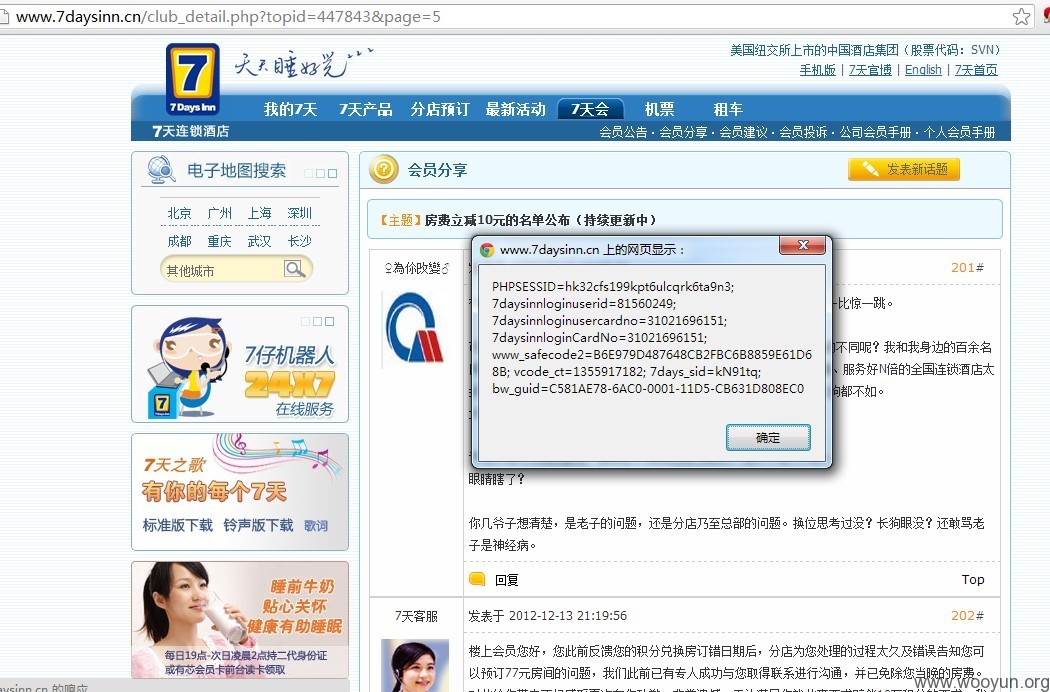 www.7daysinn.cn/club_detail.php?topid=447843&page=5
7
7 Days Inn
天天睡好觉
7天连锁酒店
美国纽交所上市的中国酒店集团（股票代码：SVN）
手机版 | 7天官博 | English | 7天首页
我的7天 7天产品 分店预订 最新活动 7天会 机票 租车
会员公告 · 会员分享 · 会员建议 · 会员投诉 · 公司会员手册 · 个人会员手册
电子地图搜索
北京 广州 上海 深圳
成都 重庆 武汉 长沙
其他城市
7仔机器人
24X7
在线服务
7
7天之歌
有你的每个7天
标准版下载 铃声版下载 歌词
睡前牛奶
贴心关怀
健康有助睡眠
每日19点-次日凌晨2点持二代身份证
或有芯会员卡前台读卡领取
会员分享
发表新话题
【主题】房费立减10元的名单公布（持续更新中）
♀為伱改變♂
201#
www.7daysinn.cn 上的网页显示：
PHPSESSID=hk32cfs199kpt6ulcqrk6ta9n3;
7daysinnloginuserid=81560249;
7daysinnloginusercardno=31021696151;
7daysinnloginCardNo=31021696151;
www_safecode2=B6E979D487648CB2FBC6B8859E61D6
8B; vcode_ct=1355917182; 7days_sid=kN91tq;
bw_guid=C581AE78-6AC0-0001-11D5-CB631D808EC0
确定
比惊一跳。
不同呢？我和我身边的百余名
、服务好N倍的全国连锁酒店太
狗都不如。
眼睛瞎了？
你几爷子想清楚，是老子的问题，还是分店乃至总部的问题。换位思考过没？长狗眼没？还敢骂老
子是神经病。
回复
Top
7天客服
发表于 2012-12-13 21:19:56
202#
楼上会员您好，您此前反馈您的积分兑换房订错日期后，分店为您处理的过程太久及错误告知您可
以预订77元房间的问题，我们此前已有专人成功与您取得联系进行沟通，并已免除您当晚的房费。
www.wooyun.org